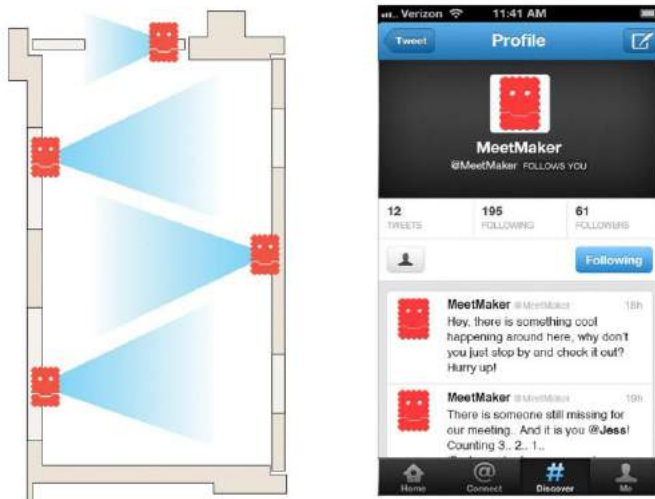 Verizon 11:41 AM
Tweet Profile
MeetMaker
@MeetMaker FOLLOWS YOU
12 195 61
TWEETS FOLLOWING FOLLOWERS
Following
MeetMaker @MeetMaker 18h
Hey, there is something cool
happening around here, why don't
you just stop by and check it out?
Hurry up!
MeetMaker @MeetMaker 19h
There is someone still missing for
our meeting.. And it is you @Jess!
Counting 3.. 2.. 1..
Home Connect Discover Me